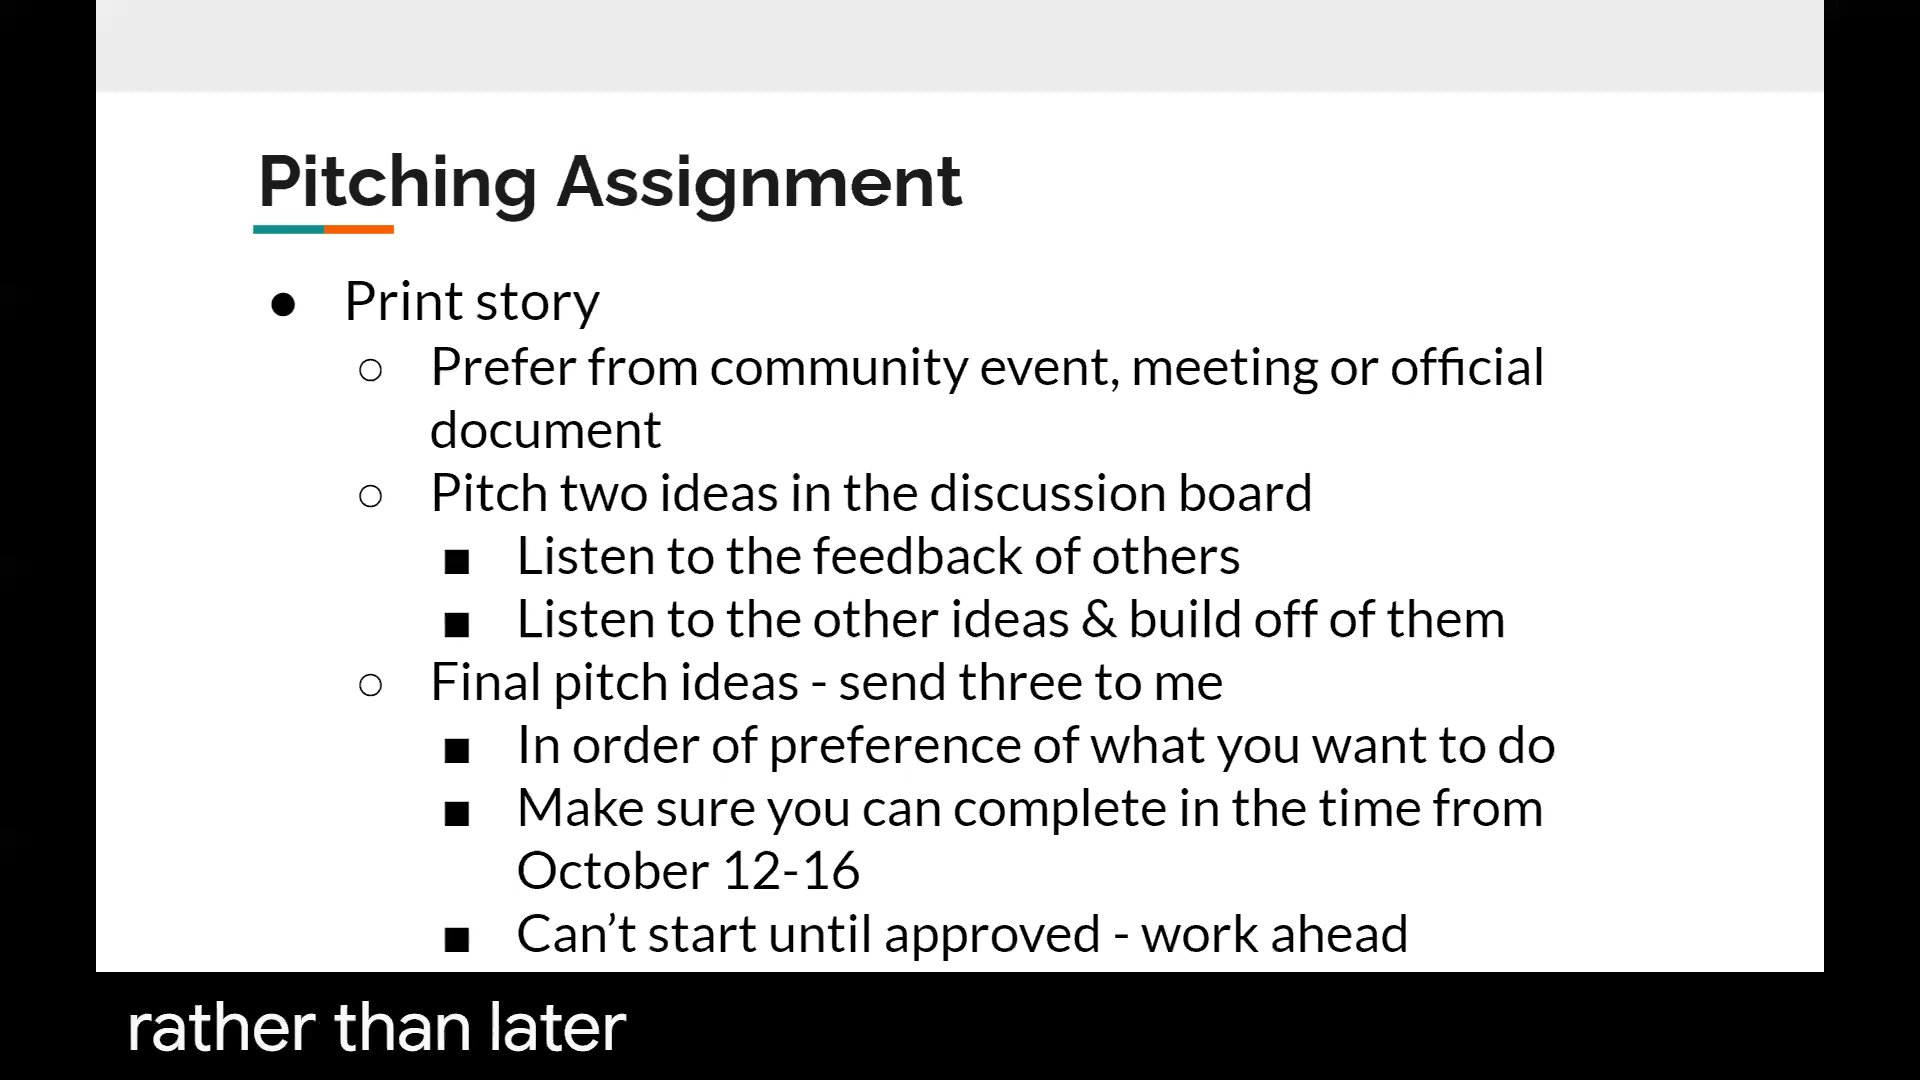 Pitching Assignment
● Print story
○ Prefer from community event, meeting or official
document
○ Pitch two ideas in the discussion board
■ Listen to the feedback of others
■ Listen to the other ideas & build off of them
○ Final pitch ideas - send three to me
■ In order of preference of what you want to do
■ Make sure you can complete in the time from
October 12-16
■ Can’t start until approved - work ahead
rather than later